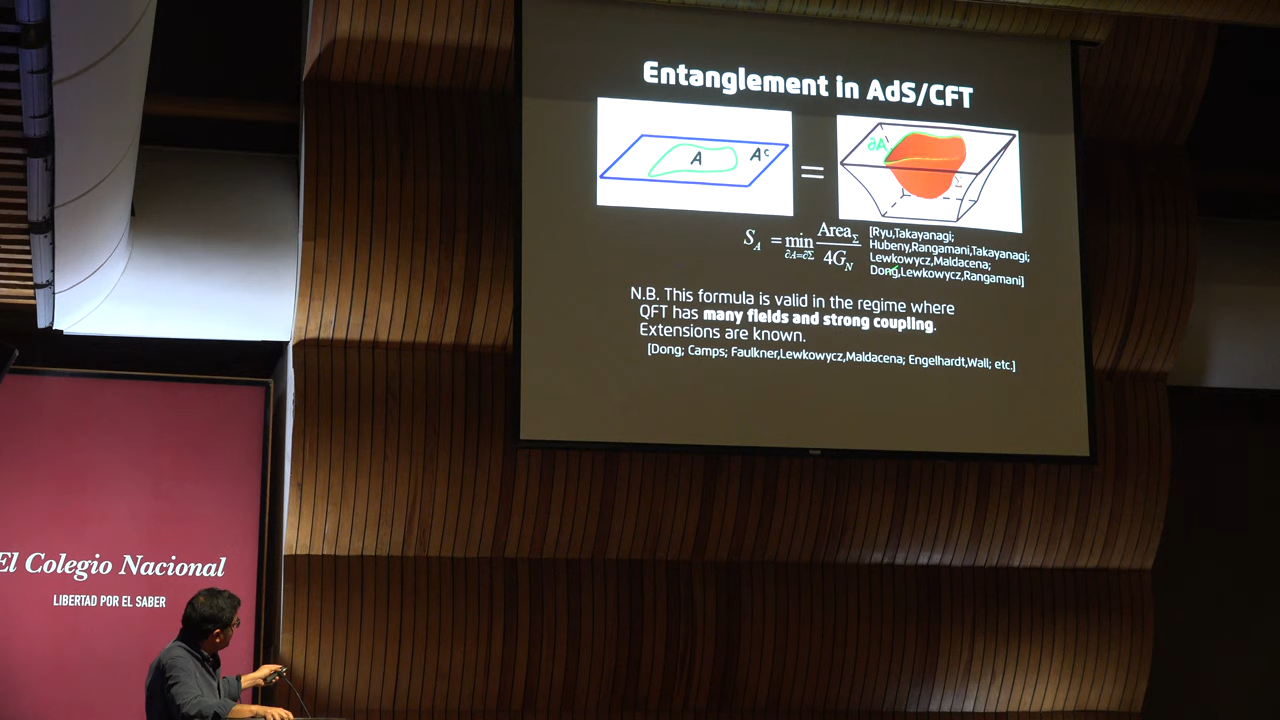 Entanglement in AdS/CFT
A
Aᶜ
=
∂A
Σ
S_A = min_{∂A=∂Σ} Area_Σ / 4G_N
[Ryu,Takayanagi;
Hubeny,Rangamani,Takayanagi;
Lewkowycz,Maldacena;
Dong,Lewkowycz,Rangamani]
N.B. This formula is valid in the regime where
QFT has many fields and strong coupling.
Extensions are known.
[Dong; Camps; Faulkner,Lewkowycz,Maldacena; Engelhardt,Wall; etc.]
El Colegio Nacional
LIBERTAD POR EL SABER